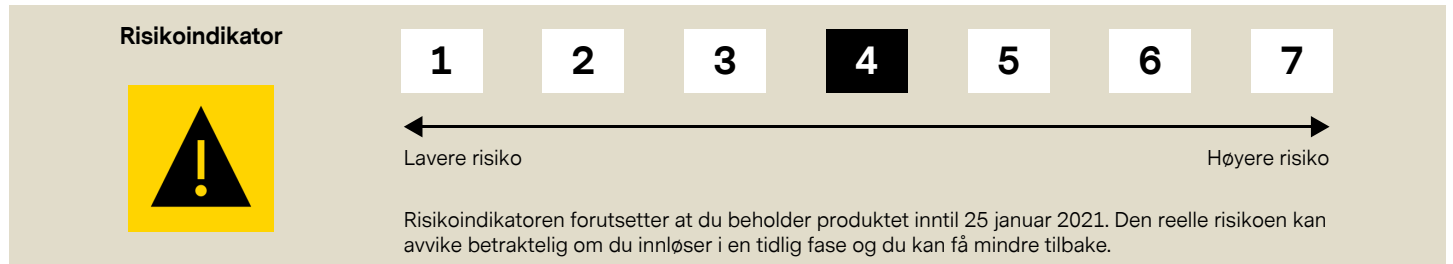 Risikoindikator
1 2 3 4 5 6 7
Lavere risiko Høyere risiko
Risikoindikatoren forutsetter at du beholder produktet inntil 25 januar 2021. Den reelle risikoen kan
avvike betraktelig om du innløser i en tidlig fase og du kan få mindre tilbake.